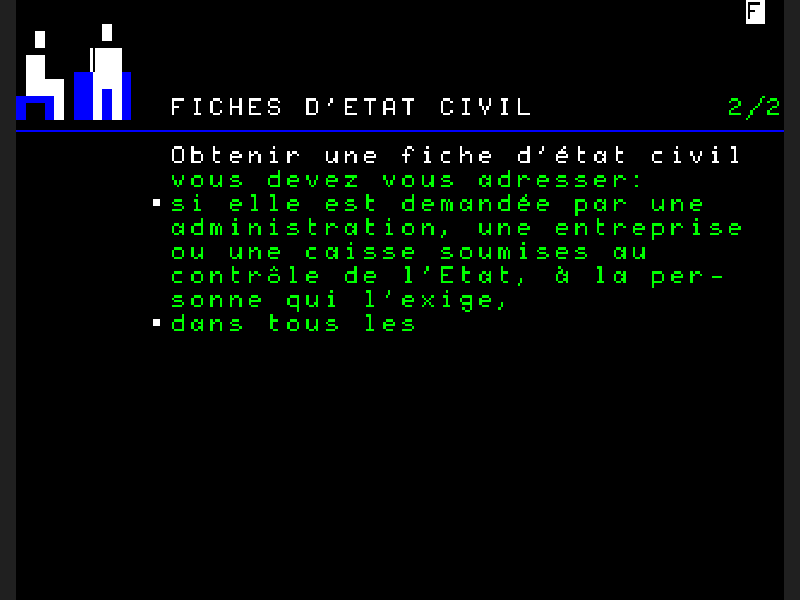 F
FICHES D'ETAT CIVIL 2/2
Obtenir une fiche d'état civil
vous devez vous adresser:
si elle est demandée par une
administration, une entreprise
ou une caisse soumises au
contrôle de l'Etat, à la per-
sonne qui l'exige,
dans tous les